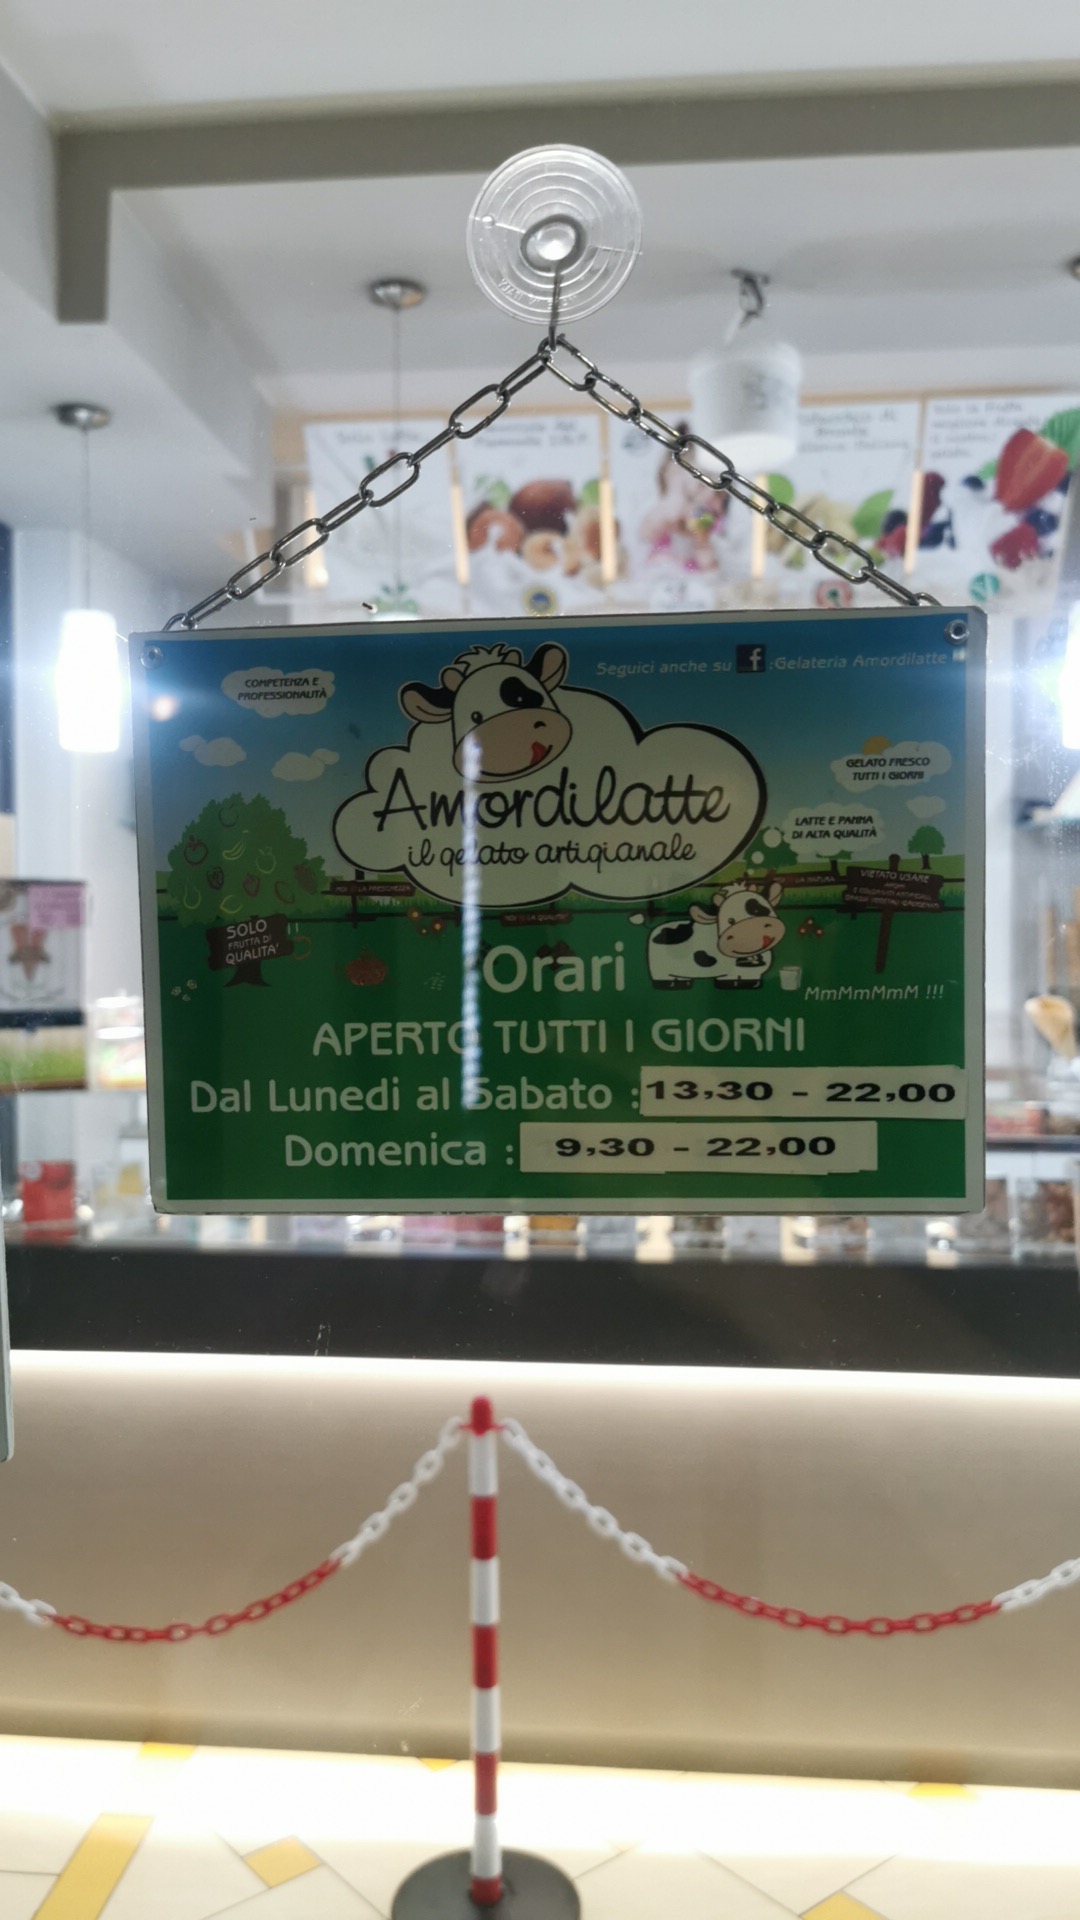 Seguici anche su f :Gelateria Amordilatte
COMPETENZA E
PROFESSIONALITÀ
Amordilatte
il gelato artigianale
GELATO FRESCO
TUTTI I GIORNI
LATTE E PANNA
DI ALTA QUALITÀ
VIETATO USARE
SOLO
FRUTTA DI
QUALITA'
MmMmMmM !!!
Orari
APERTO TUTTI I GIORNI
Dal Lunedi al Sabato : 13,30 - 22,00
Domenica : 9,30 - 22,00